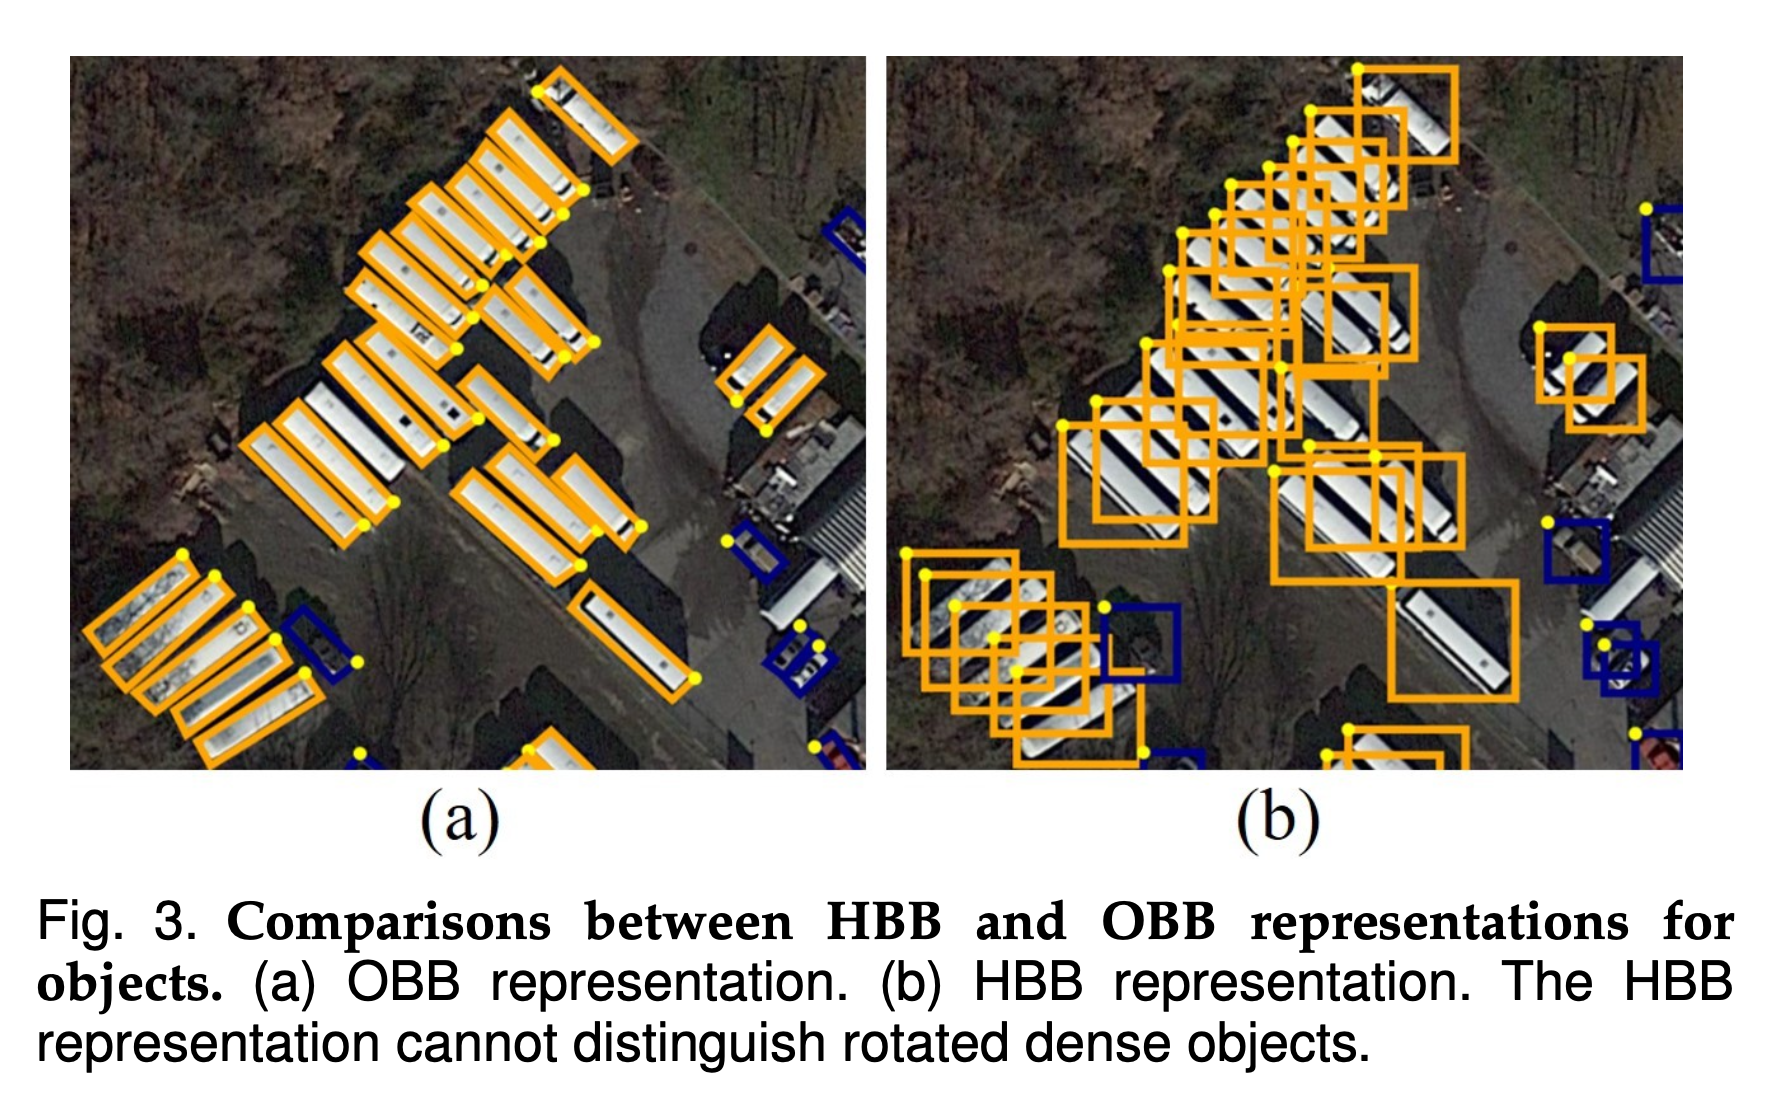 (a)
(b)
Fig. 3. Comparisons between HBB and OBB representations for
objects. (a) OBB representation. (b) HBB representation. The HBB
representation cannot distinguish rotated dense objects.